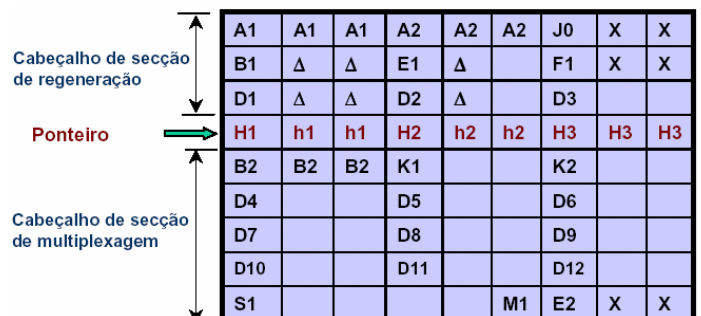 A1 A1 A1 A2 A2 A2 J0 X X
Cabeçalho de secção
de regeneração
B1 Δ Δ E1 Δ F1 X X
D1 Δ Δ D2 Δ D3
Ponteiro
H1 h1 h1 H2 h2 h2 H3 H3 H3
B2 B2 B2 K1 K2
D4 D5 D6
Cabeçalho de secção
de multiplexagem
D7 D8 D9
D10 D11 D12
S1 M1 E2 X X